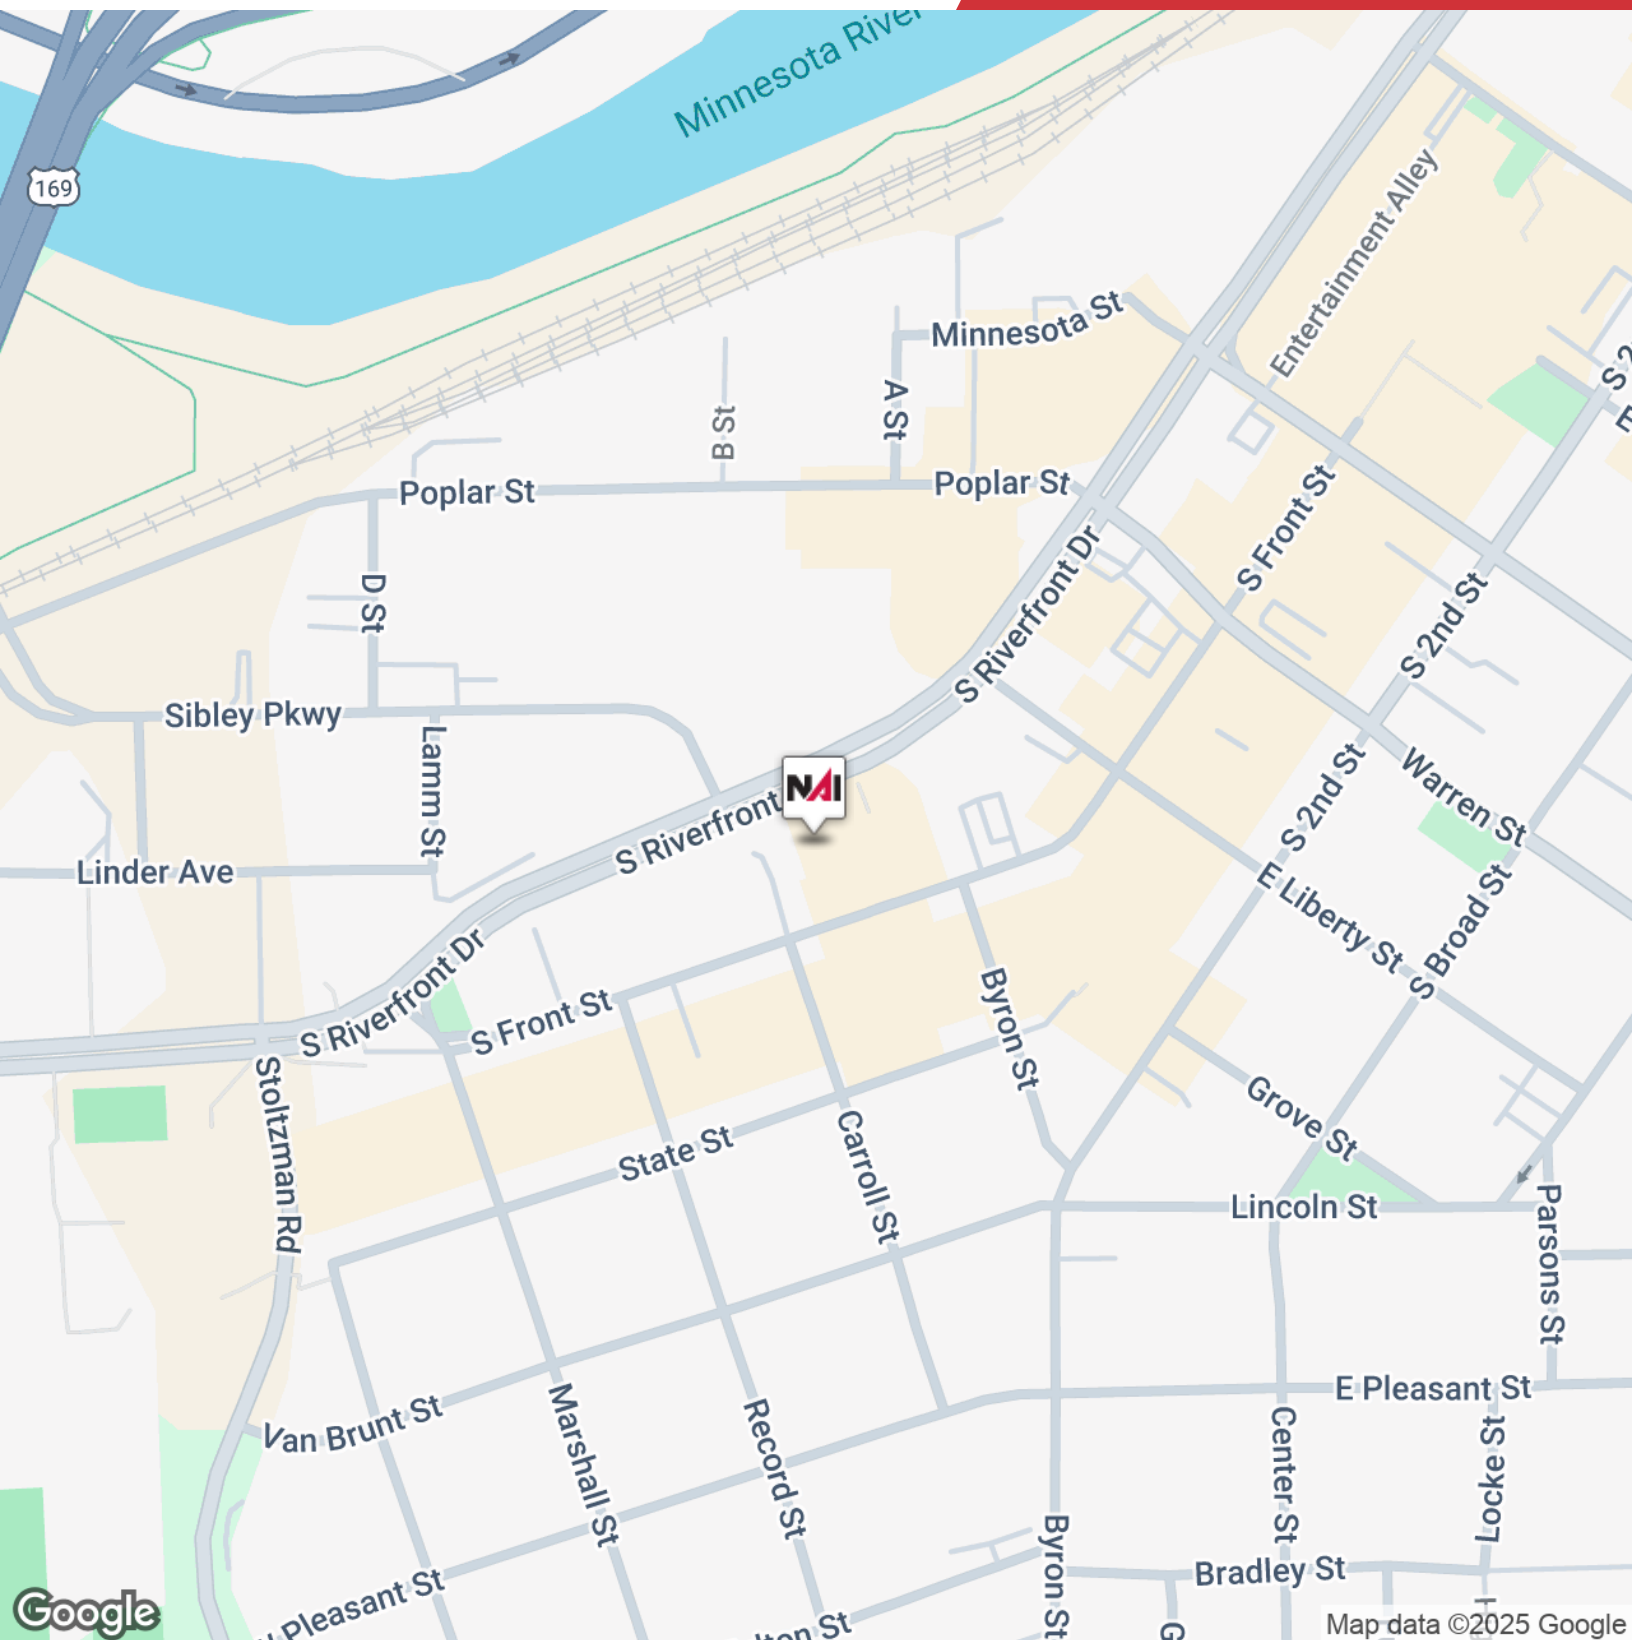 Minnesota River
169
Entertainment Alley
Minnesota St
A St
B St
Poplar St
Poplar St
S Front St
S Riverfront Dr
D St
S 2nd St
Sibley Pkwy
Lamm St
NAI
S Riverfront
S 2nd St
Warren St
Linder Ave
E Liberty St
S Broad St
S Riverfront Dr
S Front St
Byron St
Stoltzman Rd
Grove St
State St
Carroll St
Lincoln St
Parsons St
Van Brunt St
Marshall St
Record St
E Pleasant St
Center St
Locke St
Byron St
Bradley St
Pleasant St
Google
Map data ©2025 Google